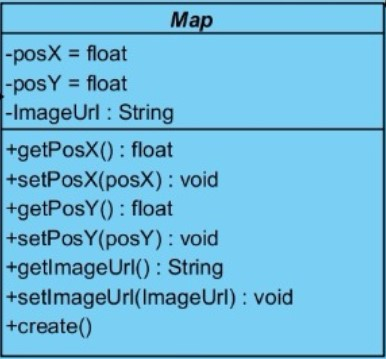 Map
-posX = float
-posY = float
-ImageUrl : String
+getPosX() : float
+setPosX(posX) : void
+getPosY() : float
+setPosY(posY) : void
+getImageUrl() : String
+setImageUrl(ImageUrl) : void
+create()